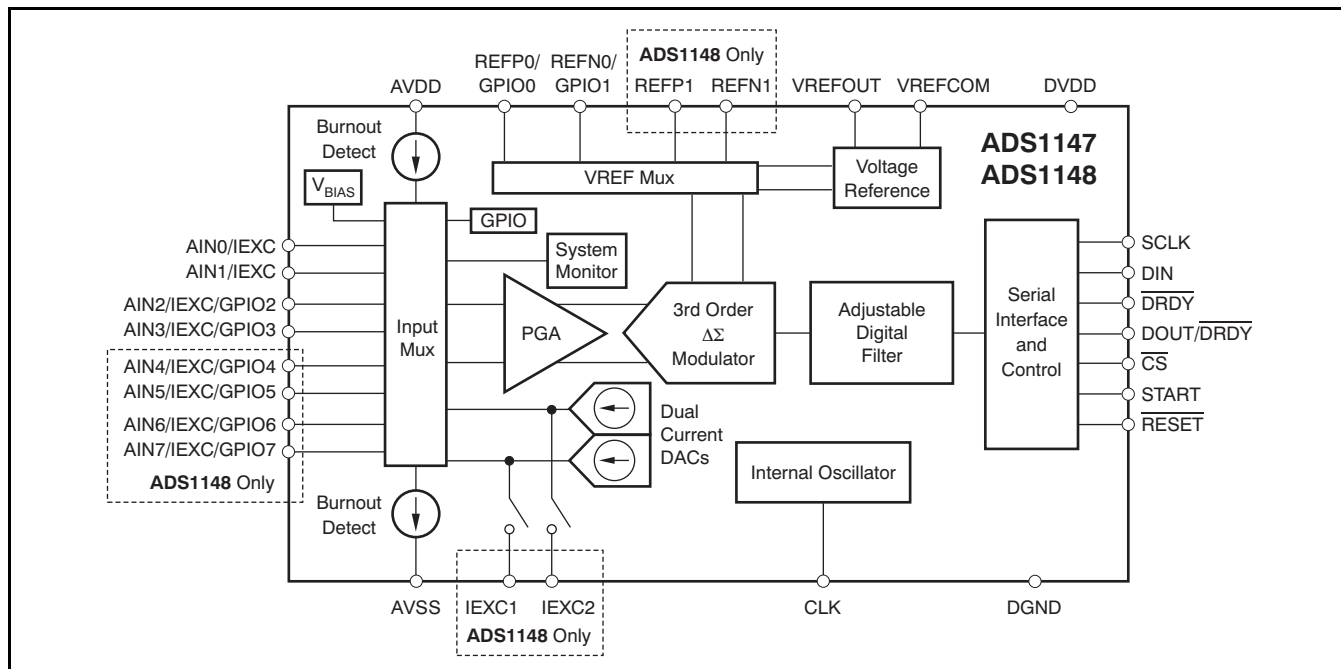 ADS1148 Only
REFP0/
GPIO0
REFN0/
GPIO1
REFP1
REFN1
AVDD
VREFOUT
VREFCOM
DVDD
Burnout
Detect
ADS1147
ADS1148
VREF Mux
Voltage
Reference
VBIAS
GPIO
System
Monitor
AIN0/IEXC
AIN1/IEXC
AIN2/IEXC/GPIO2
AIN3/IEXC/GPIO3
AIN4/IEXC/GPIO4
AIN5/IEXC/GPIO5
AIN6/IEXC/GPIO6
AIN7/IEXC/GPIO7
ADS1148 Only
Input
Mux
PGA
3rd Order
ΔΣ
Modulator
Adjustable
Digital
Filter
Serial
Interface
and
Control
SCLK
DIN
D̅R̅D̅Y̅
DOUT/D̅R̅D̅Y̅
C̅S̅
START
R̅E̅S̅E̅T̅
Dual
Current
DACs
Internal Oscillator
Burnout
Detect
AVSS
IEXC1
IEXC2
ADS1148 Only
CLK
DGND